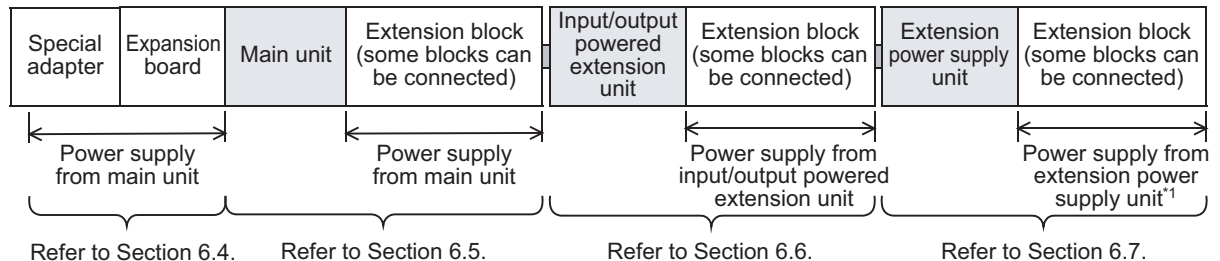 Special
adapter
Expansion
board
Main unit
Extension block
(some blocks can
be connected)
Input/output
powered
extension
unit
Extension block
(some blocks can
be connected)
Extension
power supply
unit
Extension block
(some blocks can
be connected)
Power supply
from main unit
Power supply
from main unit
Power supply from
input/output powered
extension unit
Power supply from
extension power
supply unit*1
Refer to Section 6.4.
Refer to Section 6.5.
Refer to Section 6.6.
Refer to Section 6.7.